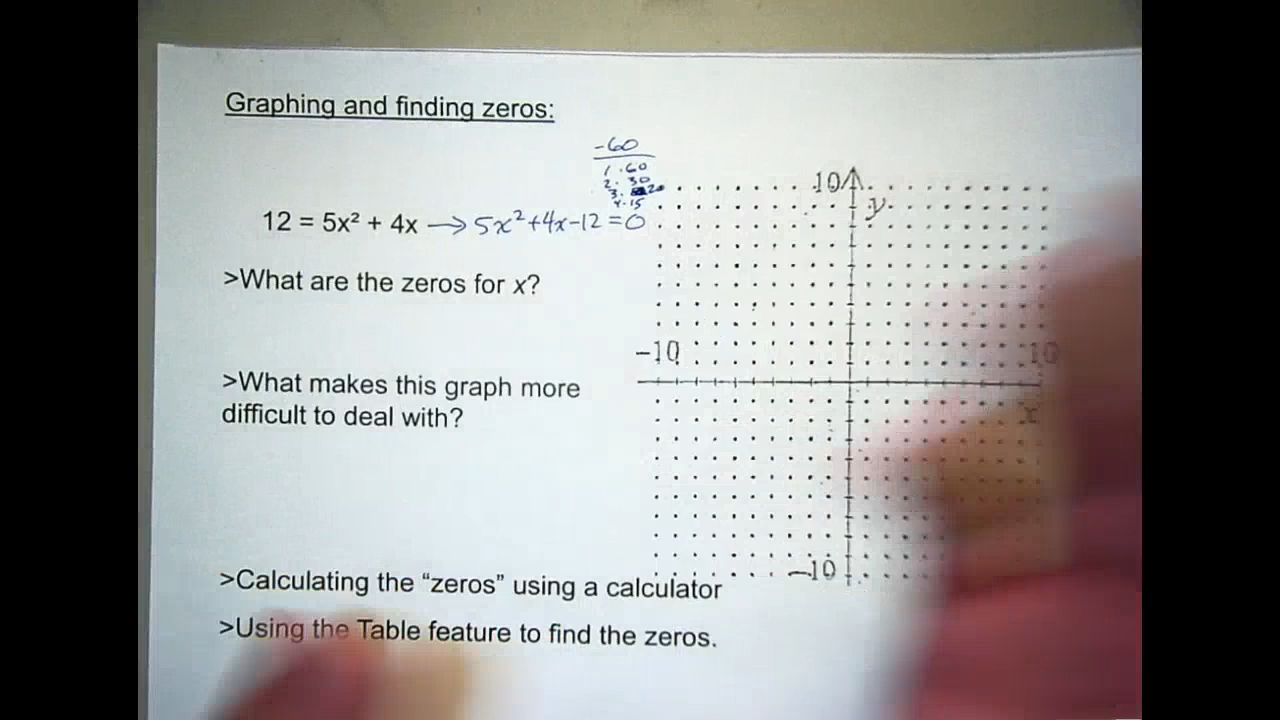 Graphing and finding zeros:
-60
1·60
2·30
3·20
4·15
12 = 5x² + 4x → 5x²+4x-12=0
>What are the zeros for x?
>What makes this graph more
difficult to deal with?
10
y
-10
10
x
-10
>Calculating the “zeros” using a calculator
>Using the Table feature to find the zeros.